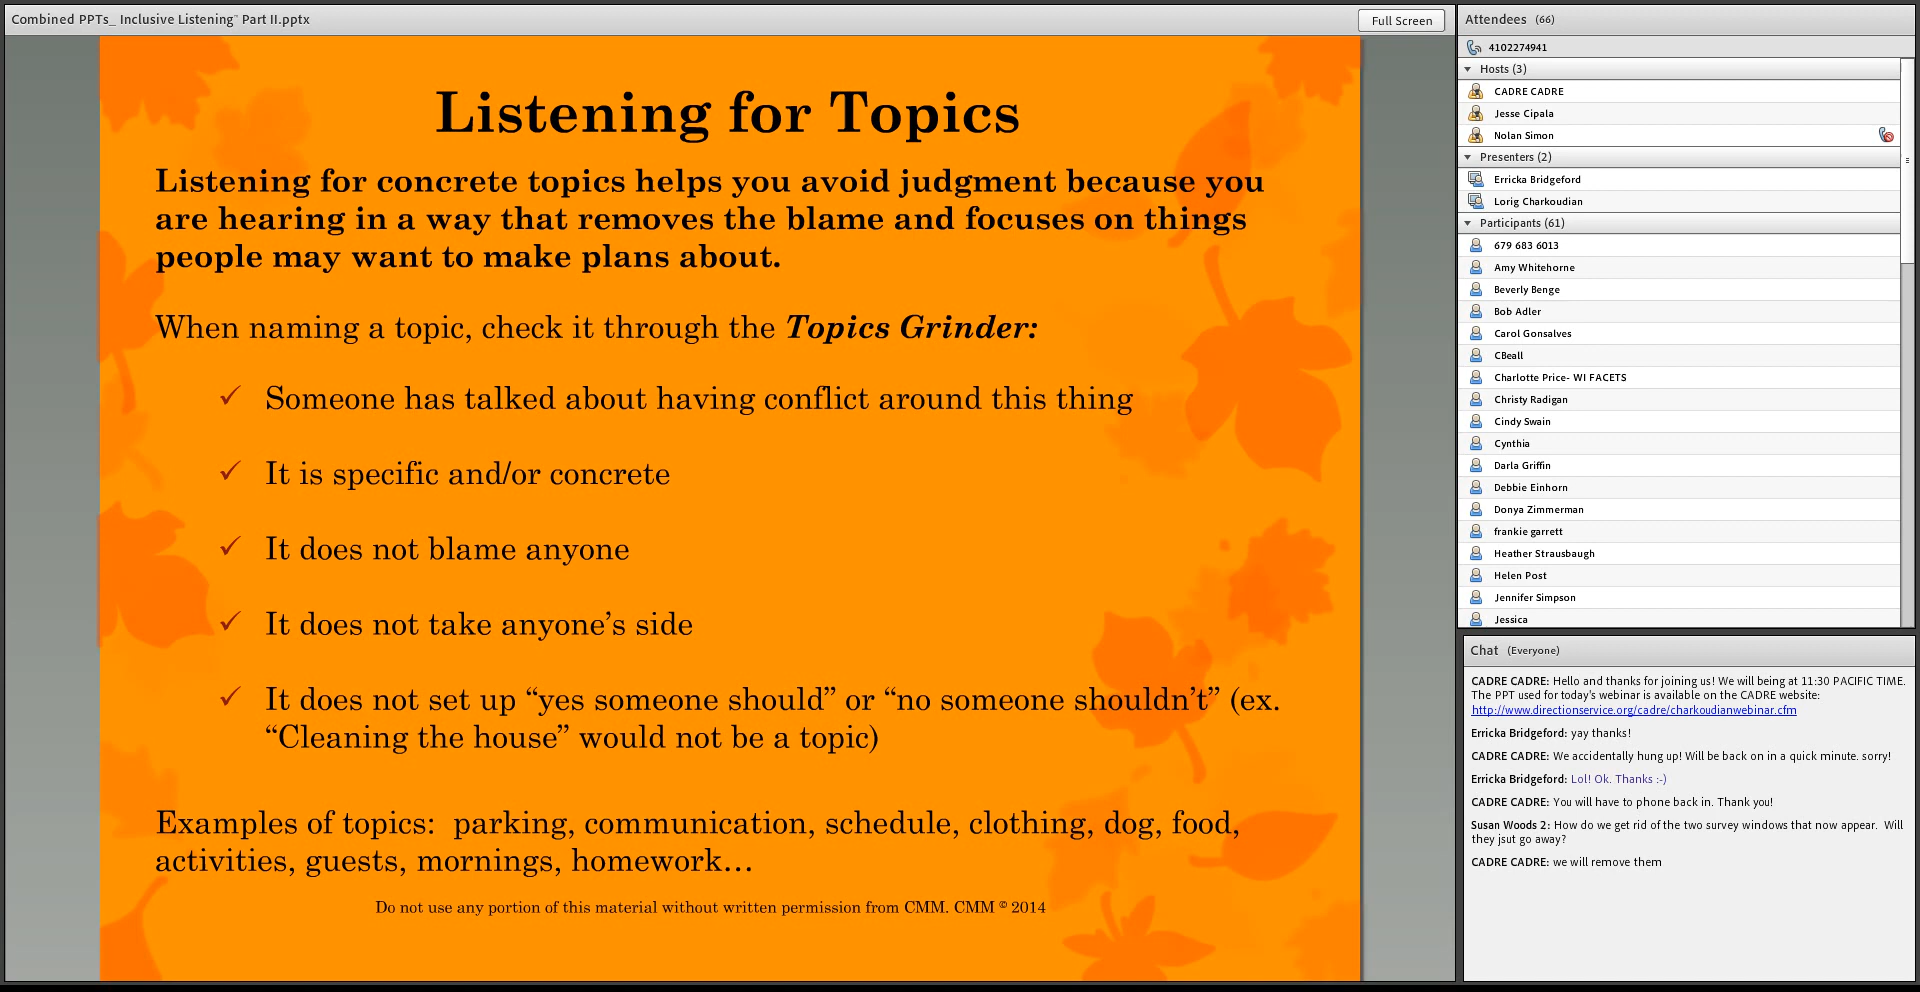 Combined PPTs_ Inclusive Listening™ Part II.pptx
Full Screen
Listening for Topics
Listening for concrete topics helps you avoid judgment because you
are hearing in a way that removes the blame and focuses on things
people may want to make plans about.
When naming a topic, check it through the Topics Grinder:
✓ Someone has talked about having conflict around this thing
✓ It is specific and/or concrete
✓ It does not blame anyone
✓ It does not take anyone’s side
✓ It does not set up “yes someone should” or “no someone shouldn’t” (ex.
“Cleaning the house” would not be a topic)
Examples of topics:  parking, communication, schedule, clothing, dog, food,
activities, guests, mornings, homework…
Do not use any portion of this material without written permission from CMM. CMM © 2014
Attendees (66)
4102274941
Hosts (3)
CADRE CADRE
Jesse Cipala
Nolan Simon
Presenters (2)
Erricka Bridgeford
Lorig Charkoudian
Participants (61)
679 683 6013
Amy Whitehorne
Beverly Benge
Bob Adler
Carol Gonsalves
CBeall
Charlotte Price- WI FACETS
Christy Radigan
Cindy Swain
Cynthia
Darla Griffin
Debbie Einhorn
Donya Zimmerman
frankie garrett
Heather Strausbaugh
Helen Post
Jennifer Simpson
Jessica
Chat (Everyone)
CADRE CADRE: Hello and thanks for joining us! We will being at 11:30 PACIFIC TIME.
The PPT used for today's webinar is available on the CADRE website:
http://www.directionservice.org/cadre/charkoudianwebinar.cfm
Erricka Bridgeford: yay thanks!
CADRE CADRE: We accidentally hung up! Will be back on in a quick minute. sorry!
Erricka Bridgeford: Lol! Ok. Thanks :-)
CADRE CADRE: You will have to phone back in. Thank you!
Susan Woods 2: How do we get rid of the two survey windows that now appear.  Will
they jsut go away?
CADRE CADRE: we will remove them